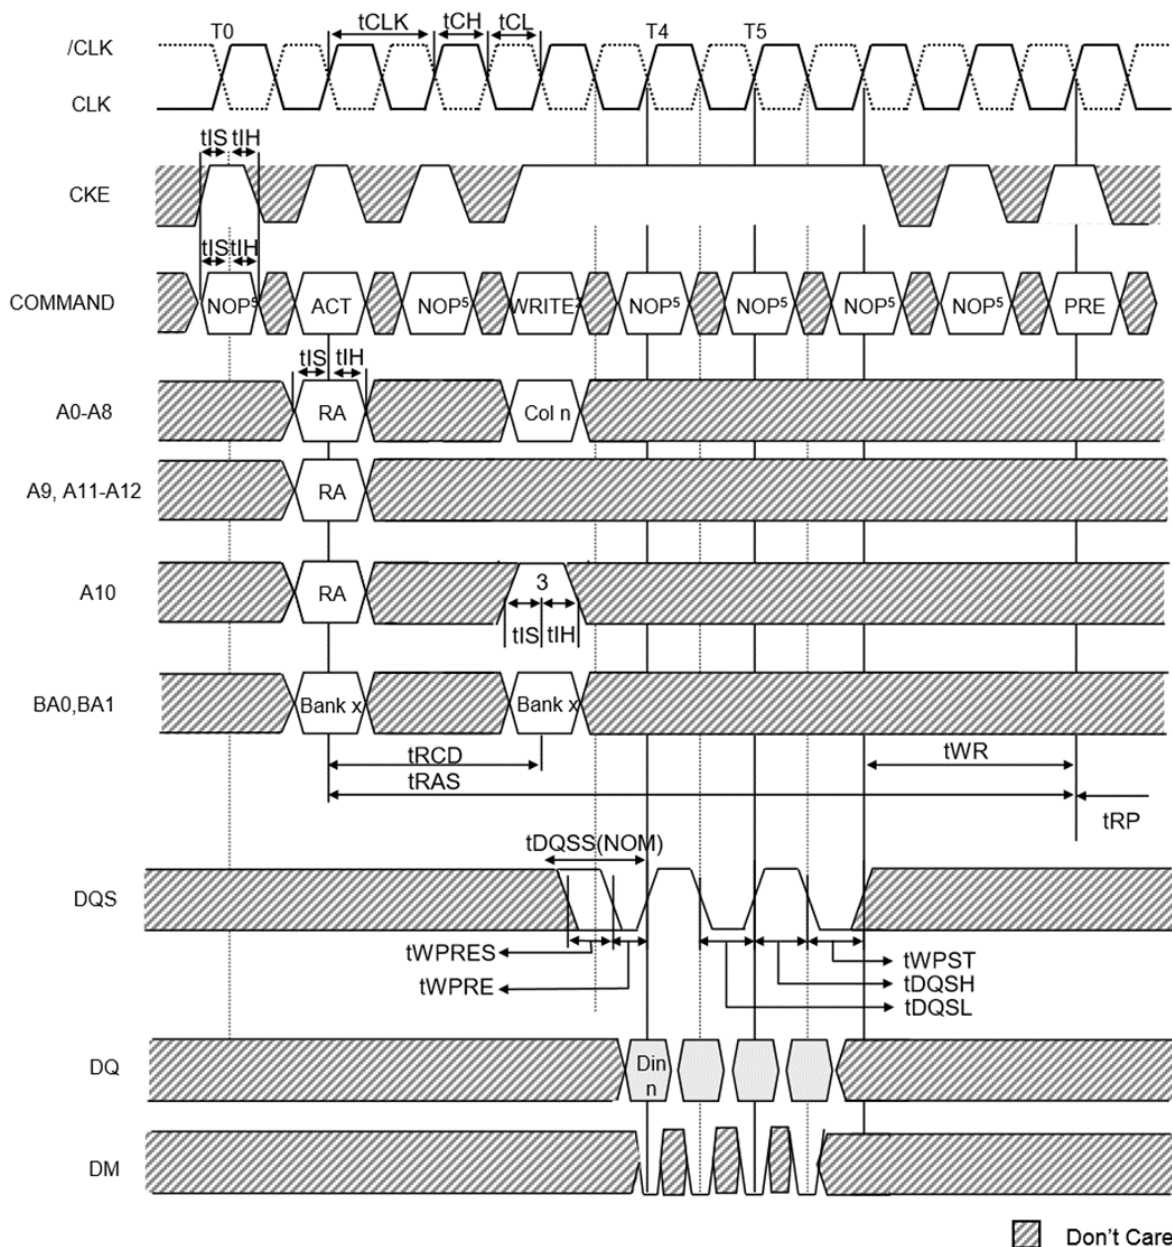 T0 tCLK tCH tCL T4 T5
/CLK
CLK
tIS tIH
CKE
tIS tIH
COMMAND NOP⁵ ACT NOP⁵ WRITE² NOP⁵ NOP⁵ NOP⁵ NOP⁵ PRE
tIS tIH
A0-A8 RA Col n
A9, A11-A12 RA
A10 RA 3
tIS tIH
BA0,BA1 Bank x Bank x
tRCD tWR
tRAS
tRP
tDQSS(NOM)
DQS
tWPRES tWPST
tWPRE tDQSH
tDQSL
DQ Din
n
DM
Don't Care